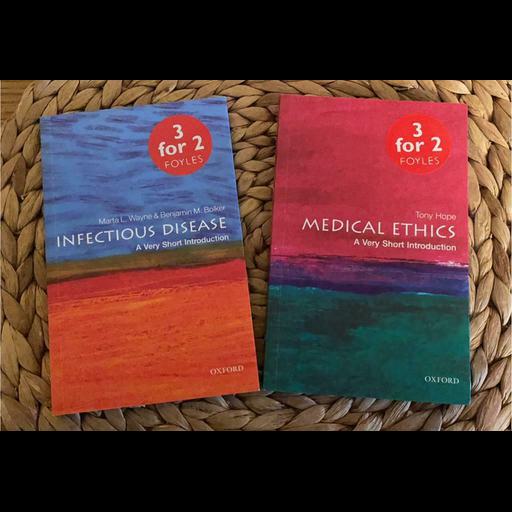 3
for 2
FOYLES
Marta L. Wayne & Benjamin M. Bolker
INFECTIOUS DISEASE
A Very Short Introduction
OXFORD
3
for 2
FOYLES
Tony Hope
MEDICAL ETHICS
A Very Short Introduction
OXFORD